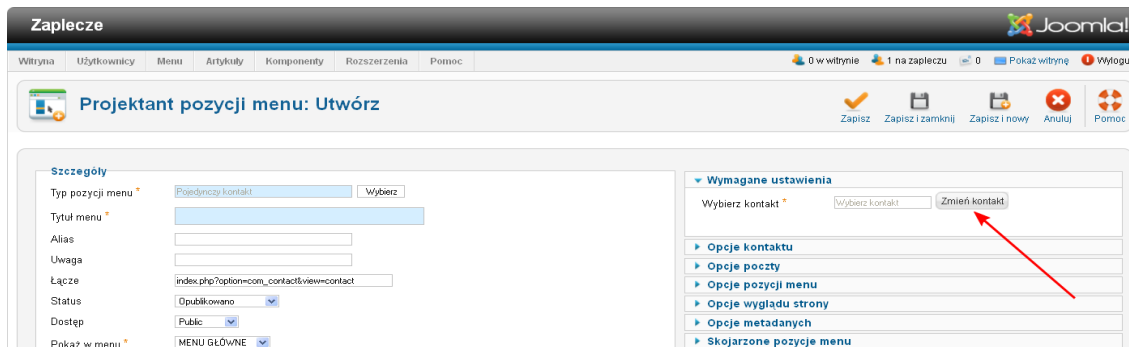 Zaplecze
Joomla!
Witryna Użytkownicy Menu Artykuły Komponenty Rozszerzenia Pomoc 0 w witrynie 1 na zapleczu 0 Pokaż witrynę Wylogu
Projektant pozycji menu: Utwórz
Zapisz Zapisz i zamknij Zapisz i nowy Anuluj Pomoc
Szczegóły
Typ pozycji menu * Pojedynczy kontakt Wybierz
Tytuł menu *
Alias
Uwaga
Łącze index.php?option=com_contact&view=contact
Status Opublikowano
Dostęp Public
Pokaż w menu * MENU GŁÓWNE
Wymagane ustawienia
Wybierz kontakt * Wybierz kontakt Zmień kontakt
Opcje kontaktu
Opcje poczty
Opcje pozycji menu
Opcje wyglądu strony
Opcje metadanych
Skojarzone pozycje menu